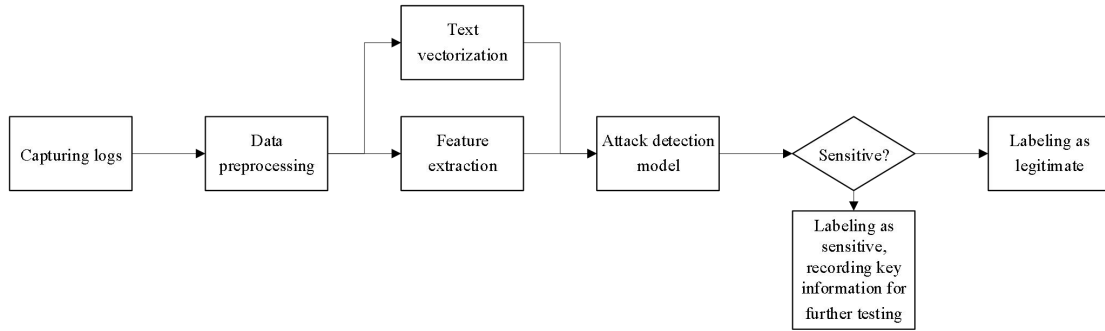 Text
vectorization
Capturing logs
Data
preprocessing
Feature
extraction
Attack detection
model
Sensitive?
Labeling as
legitimate
Labeling as
sensitive,
recording key
information for
further testing